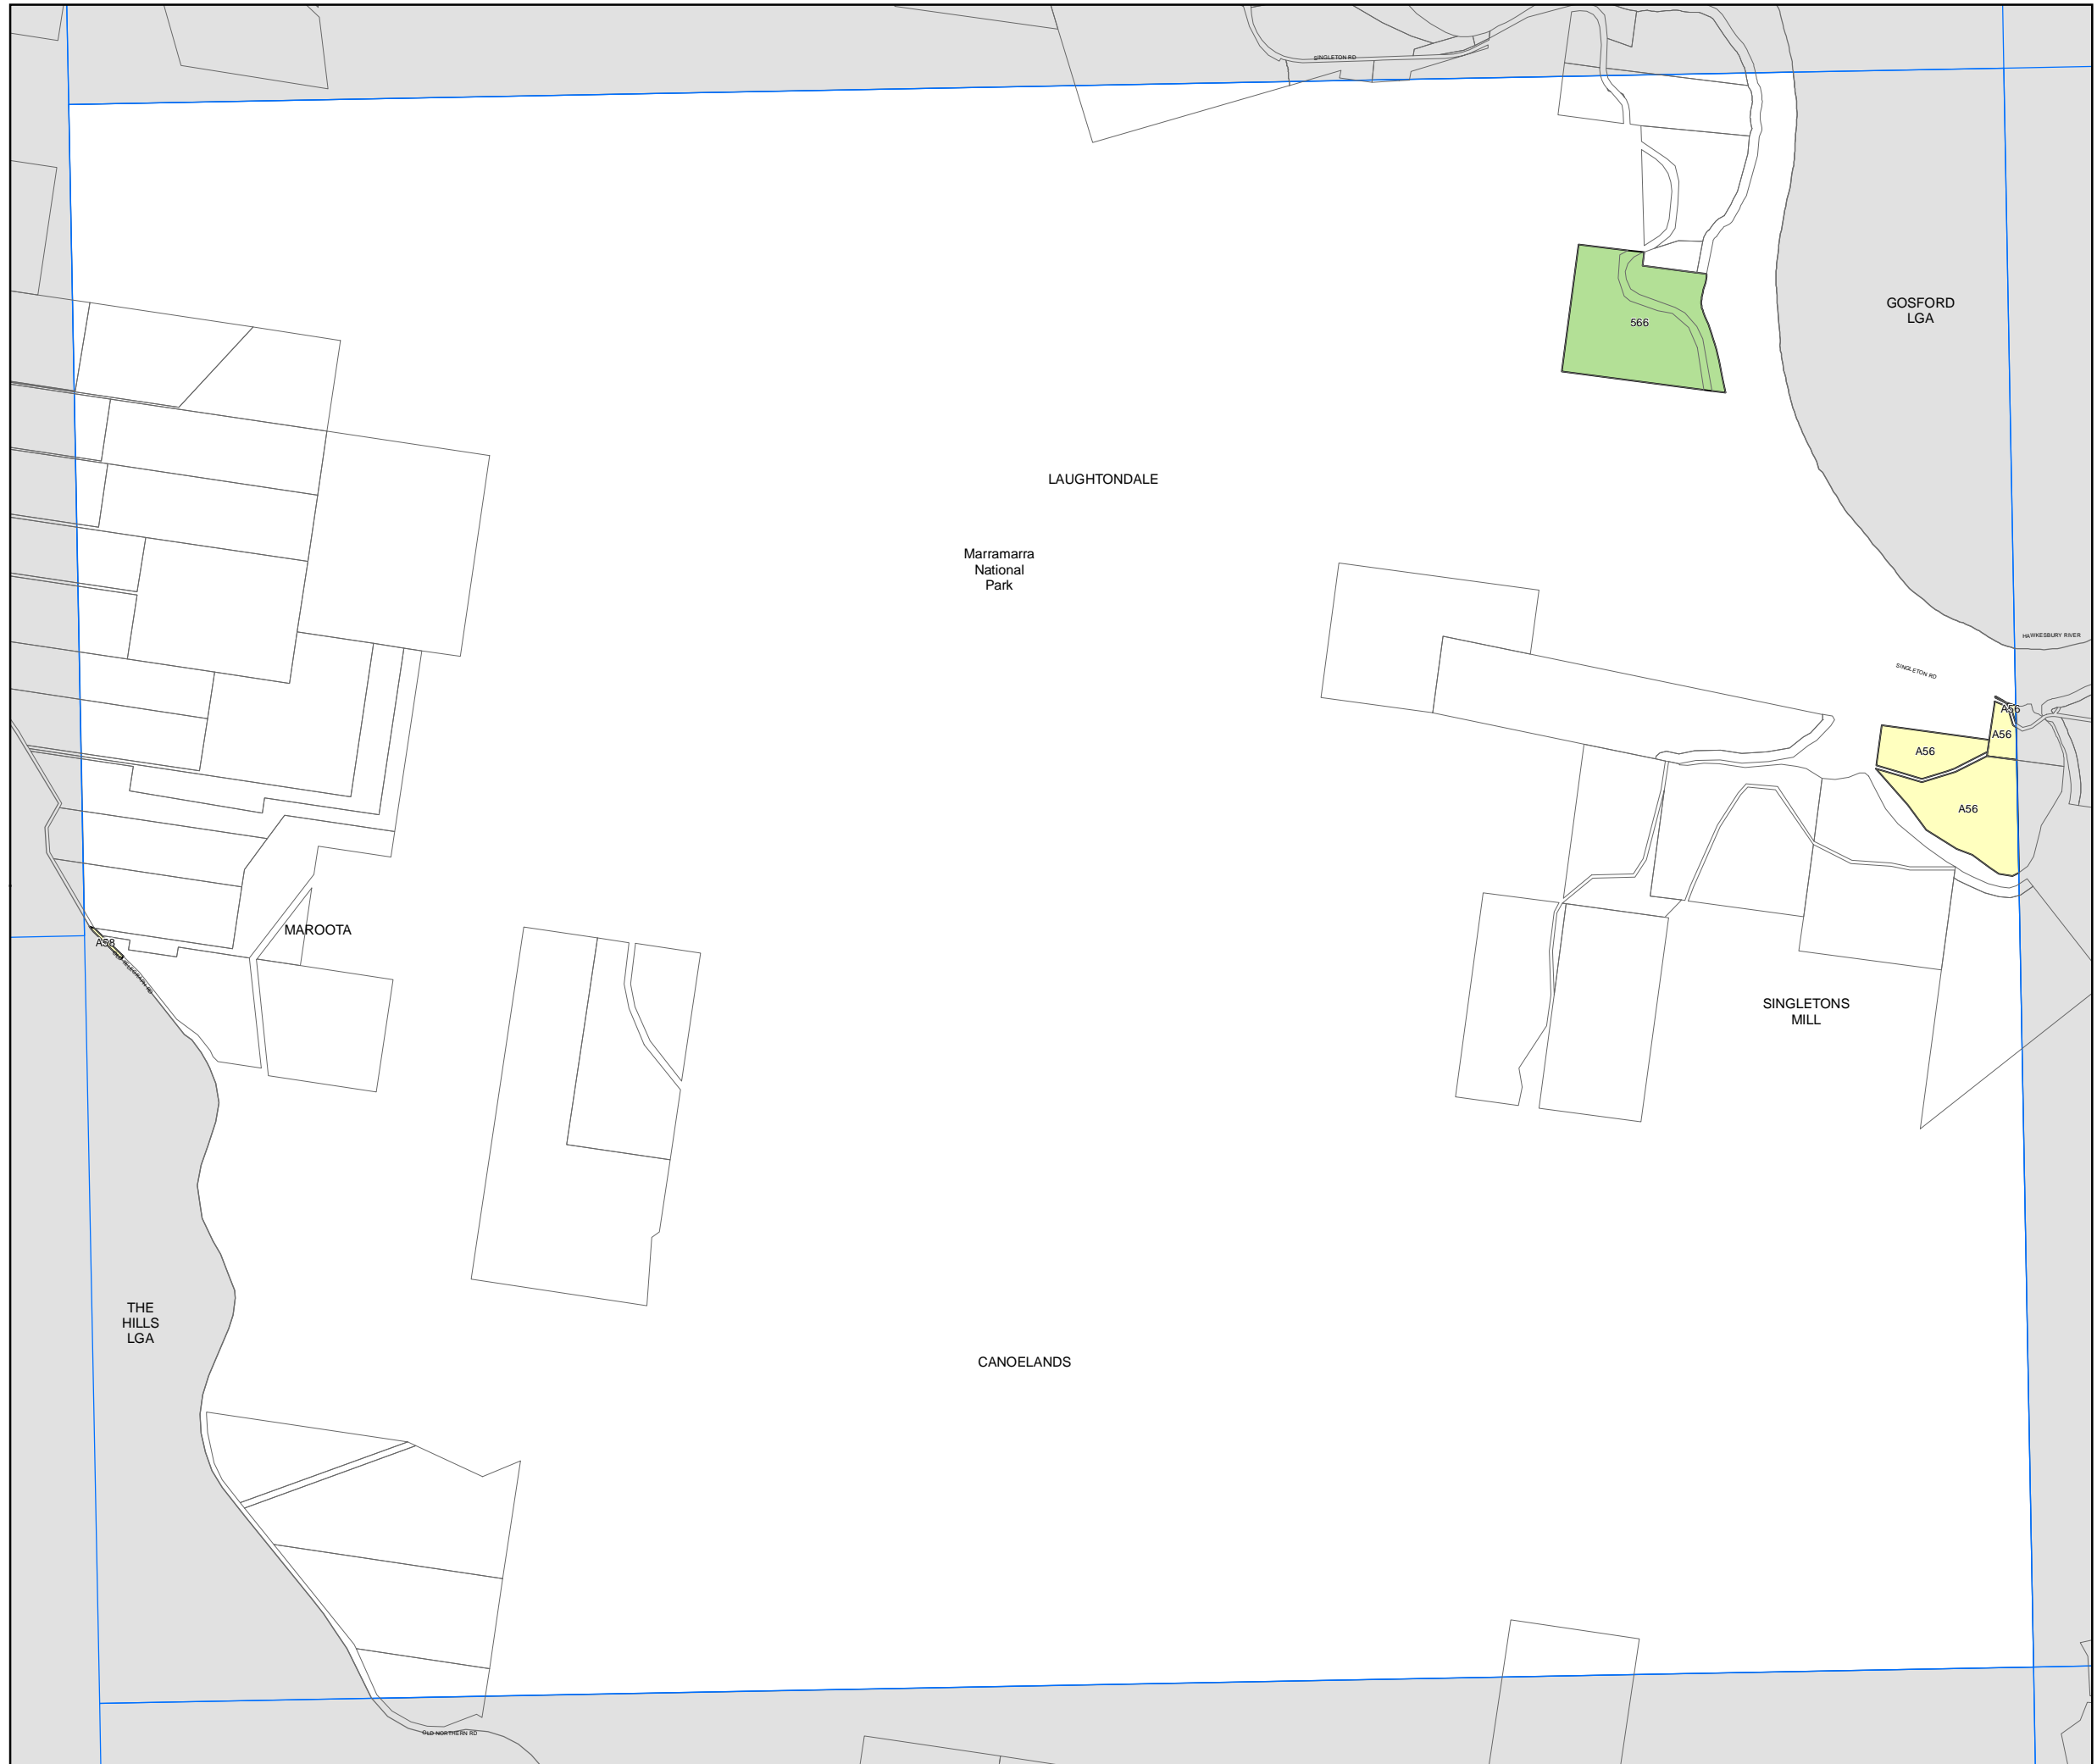 SINGLETON RD
GOSFORD
LGA
566
LAUGHTONDALE
Marramarra
National
Park
HAWKESBURY RIVER
SINGLETON RD
A56
A56
A56
A56
MAROOTA
A58
SINGLETONS
MILL
THE
HILLS
LGA
CANOELANDS
OLD NORTHERN RD